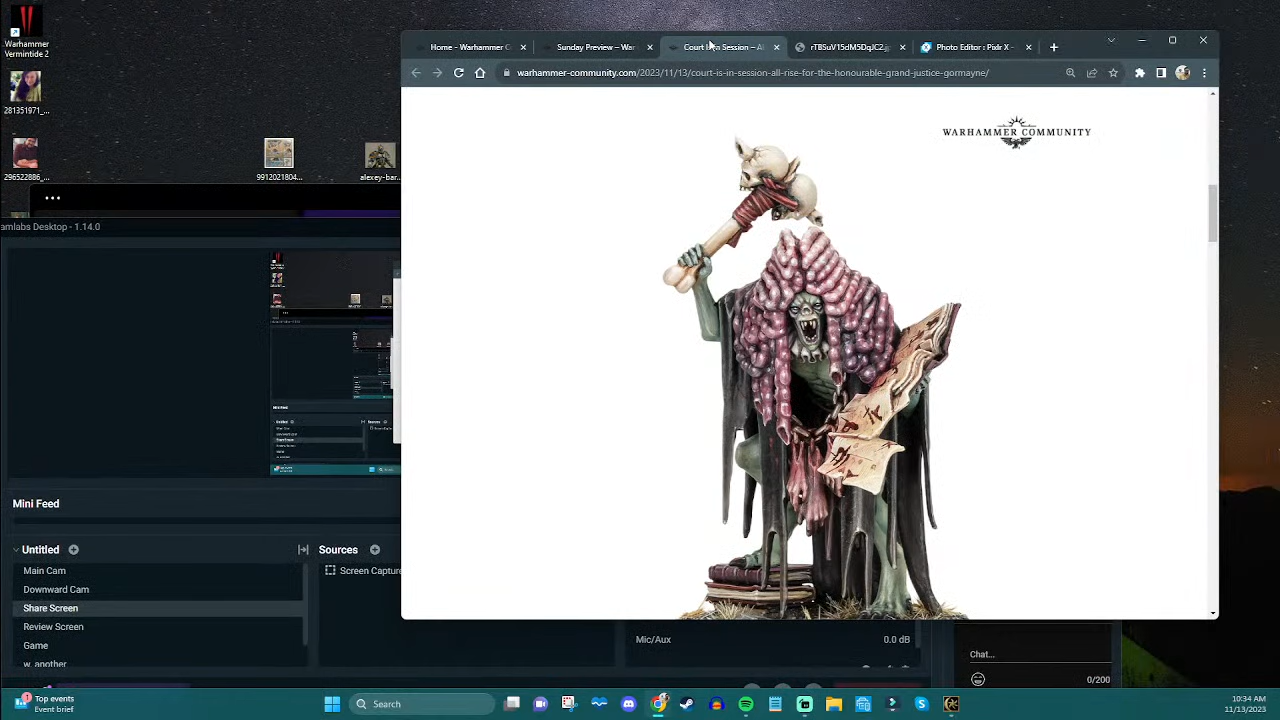 Warhammer
Vermintide 2
281351971_...
296522886_...
9912021804...
alexey-bar...
Home - Warhammer C
Sunday Preview – War
Court is in Session – Al
rTBSuV15dM5DqJC2.j
Photo Editor : Pixlr X -
warhammer-community.com/2023/11/13/court-is-in-session-all-rise-for-the-honourable-grand-justice-gormayne/
WARHAMMER COMMUNITY
amlabs Desktop - 1.14.0
Mini Feed
Untitled
Sources
Main Cam
Downward Cam
Share Screen
Review Screen
Game
w. another
Screen Capture
Mic/Aux
0.0 dB
Chat...
0/200
1
Top events
Event brief
Search
10:34 AM
11/13/2023